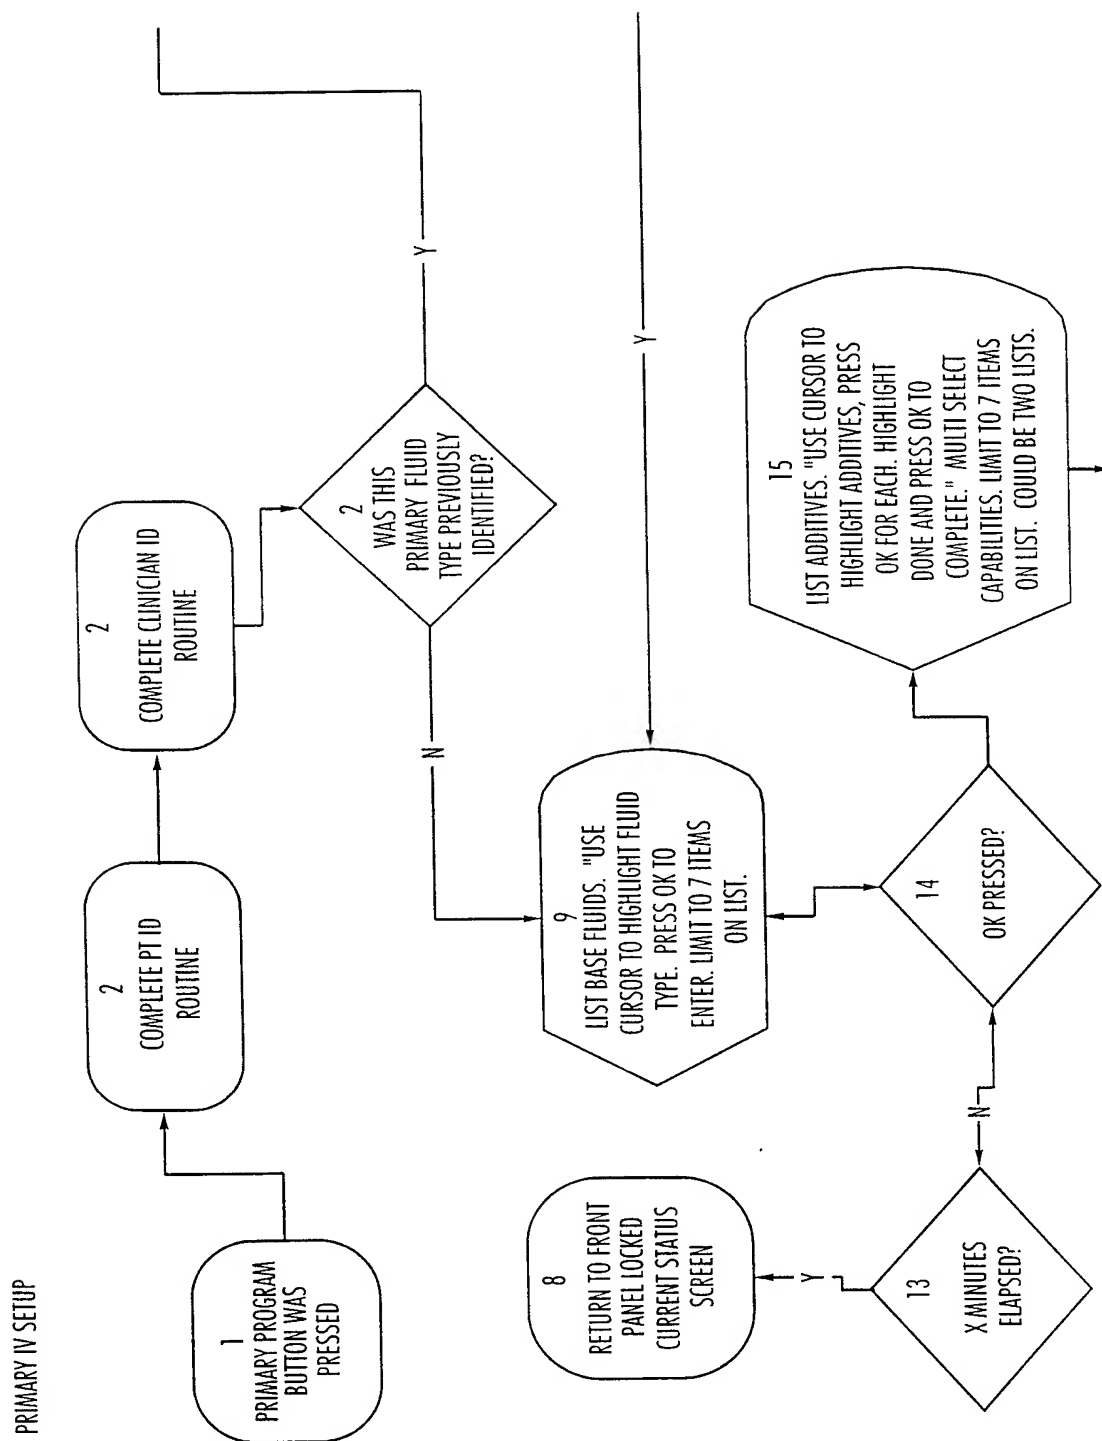 PRIMARY IV SETUP
1
PRIMARY PROGRAM
BUTTON WAS
PRESSED
2
COMPLETE PT ID
ROUTINE
2
COMPLETE CLINICIAN ID
ROUTINE
2
WAS THIS
PRIMARY FLUID
TYPE PREVIOUSLY
IDENTIFIED?
N
Y
9
LIST BASE FLUIDS. "USE
CURSOR TO HIGHLIGHT FLUID
TYPE. PRESS OK TO
ENTER. LIMIT TO 7 ITEMS
ON LIST.
Y
8
RETURN TO FRONT
PANEL LOCKED
CURRENT STATUS
SCREEN
Y
13
X MINUTES
ELAPSED?
N
14
OK PRESSED?
15
LIST ADDITIVES. "USE CURSOR TO
HIGHLIGHT ADDITIVES, PRESS
OK FOR EACH. HIGHLIGHT
DONE AND PRESS OK TO
COMPLETE." MULTI SELECT
CAPABILITIES. LIMIT TO 7 ITEMS
ON LIST. COULD BE TWO LISTS.